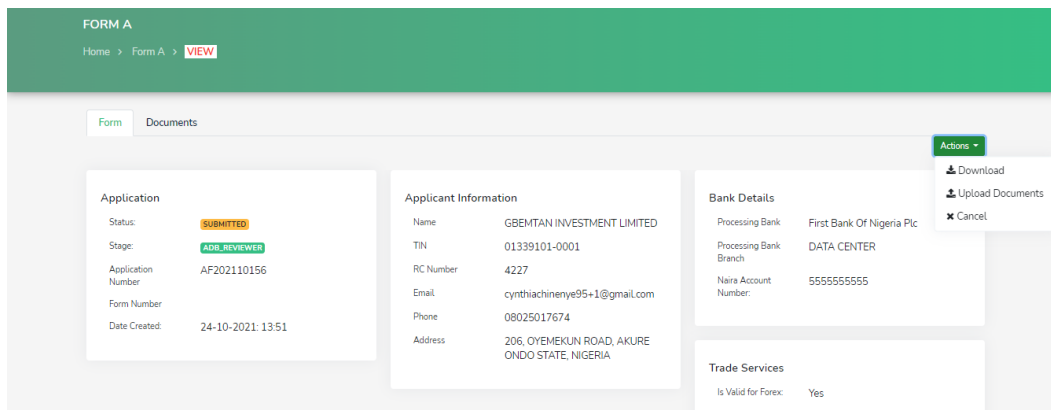 FORM A
Home > Form A > VIEW
Form Documents
Actions
Download
Upload Documents
Cancel
Application
Status: SUBMITTED
Stage: ADB_REVIEWER
Application Number AF202110156
Form Number
Date Created: 24-10-2021: 13:51
Applicant Information
Name GBEMTAN INVESTMENT LIMITED
TIN 01339101-0001
RC Number 4227
Email cynthiachinenye95+1@gmail.com
Phone 08025017674
Address 206, OYEMEKUN ROAD, AKURE
ONDO STATE, NIGERIA
Bank Details
Processing Bank First Bank Of Nigeria Plc
Processing Bank Branch DATA CENTER
Naira Account Number: 5555555555
Trade Services
Is Valid for Forex: Yes